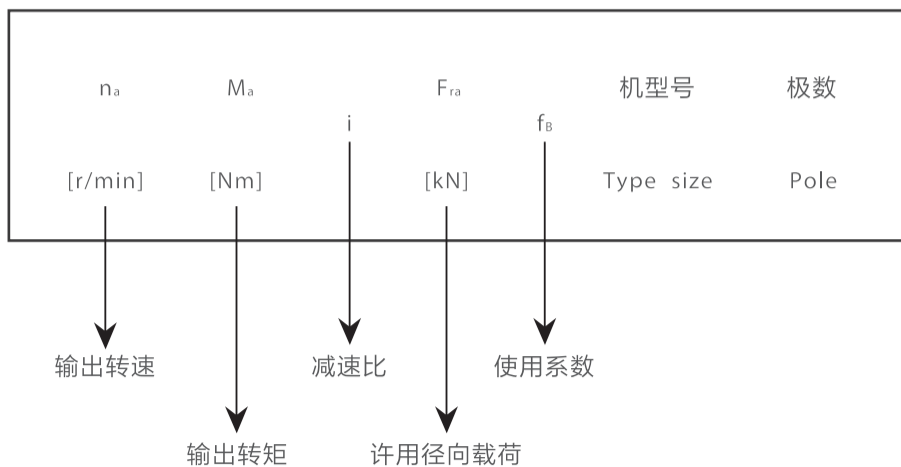 nₐ Mₐ Fᵣₐ 机型号 极数
i fB
[r/min] [Nm] [kN] Type size Pole
输出转速 减速比 使用系数
输出转矩 许用径向载荷